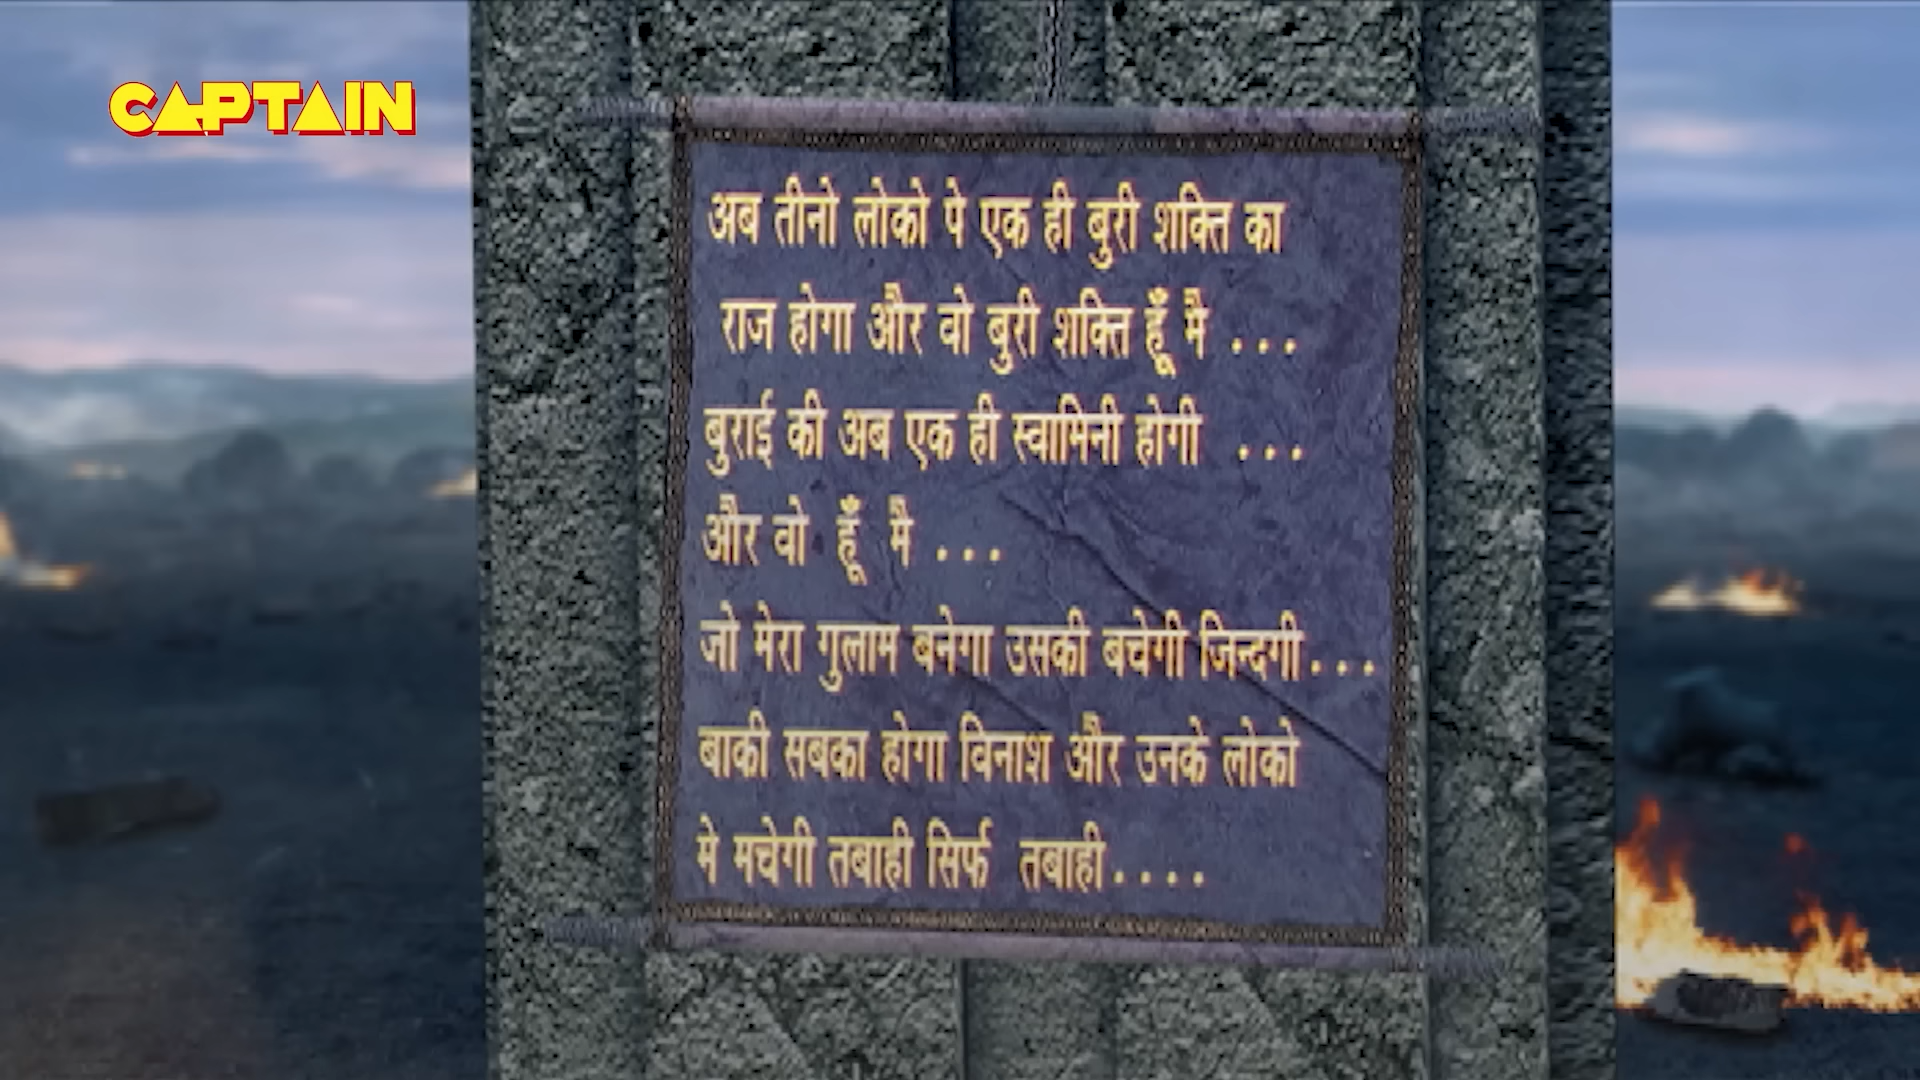 CAPTAIN
अब तीनो लोको पे एक ही बुरी शक्ति का
राज होगा और वो बुरी शक्ति हूँ मै ...
बुराई की अब एक ही स्वामिनी होगी ...
और वो हूँ मै ...
जो मेरा गुलाम बनेगा उसकी बचेगी जिन्दगी...
बाकी सबका होगा विनाश और उनके लोको
मे मचेगी तबाही सिर्फ तबाही....